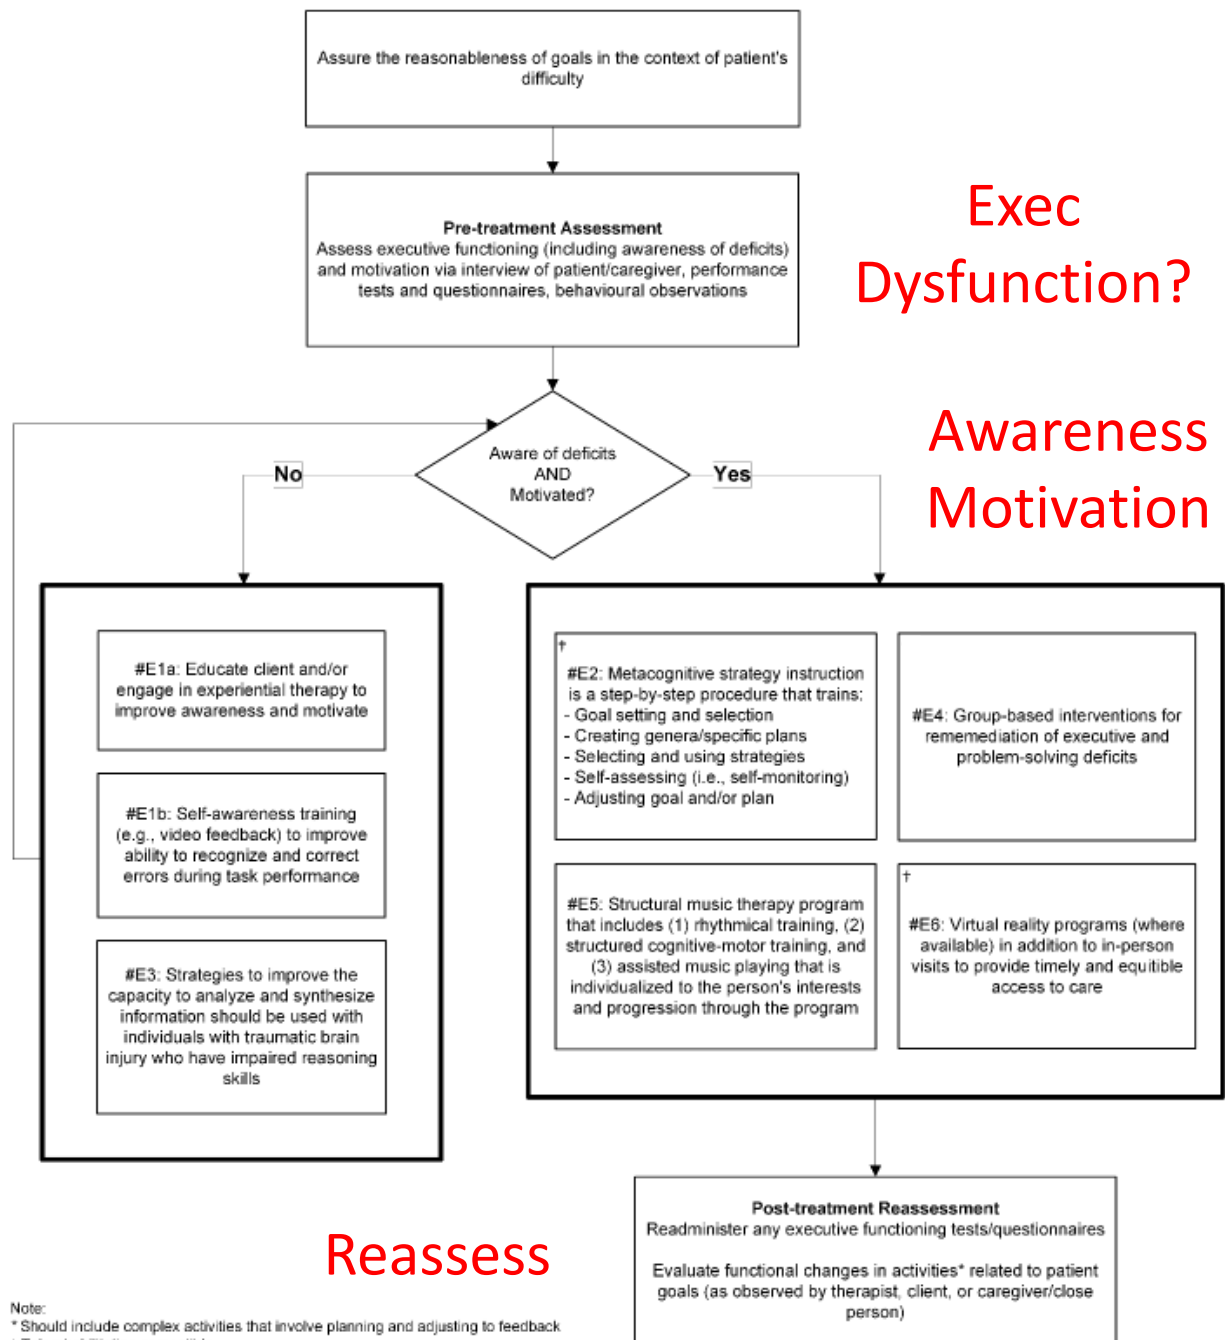 Assure the reasonableness of goals in the context of patient's
difficulty
Pre-treatment Assessment
Assess executive functioning (including awareness of deficits)
and motivation via interview of patient/caregiver, performance
tests and questionnaires, behavioural observations
Exec
Dysfunction?
Awareness
Motivation
Aware of deficits
AND
Motivated?
No
Yes
#E1a: Educate client and/or
engage in experiential therapy to
improve awareness and motivate
#E1b: Self-awareness training
(e.g., video feedback) to improve
ability to recognize and correct
errors during task performance
#E3: Strategies to improve the
capacity to analyze and synthesize
information should be used with
individuals with traumatic brain
injury who have impaired reasoning
skills
†
#E2: Metacognitive strategy instruction
is a step-by-step procedure that trains:
- Goal setting and selection
- Creating genera/specific plans
- Selecting and using strategies
- Self-assessing (i.e., self-monitoring)
- Adjusting goal and/or plan
#E4: Group-based interventions for
rememediation of executive and
problem-solving deficits
#E5: Structural music therapy program
that includes (1) rhythmical training, (2)
structured cognitive-motor training, and
(3) assisted music playing that is
individualized to the person's interests
and progression through the program
†
#E6: Virtual reality programs (where
available) in addition to in-person
visits to provide timely and equitible
access to care
Reassess
Post-treatment Reassessment
Readminister any executive functioning tests/questionnaires
Evaluate functional changes in activities* related to patient
goals (as observed by therapist, client, or caregiver/close
person)
Note:
* Should include complex activities that involve planning and adjusting to feedback